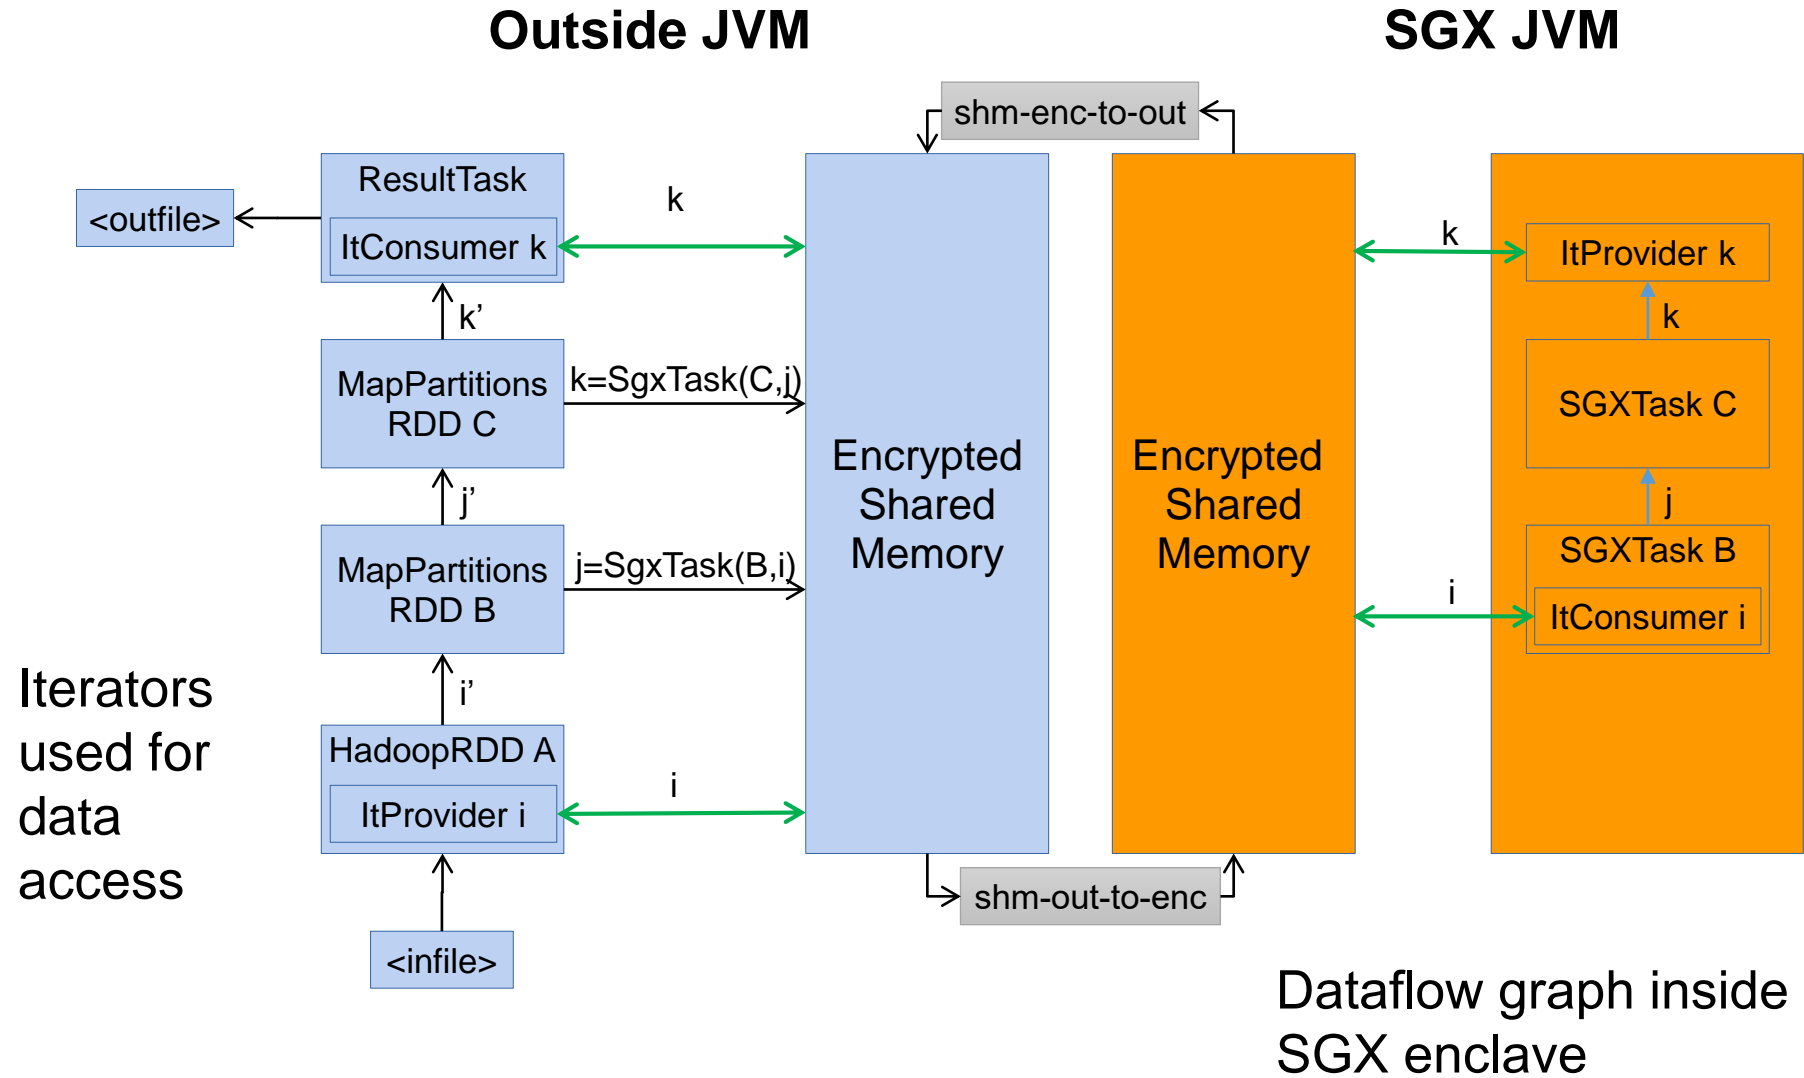 Outside JVM
SGX JVM
shm-enc-to-out
ResultTask
ItConsumer k
<outfile>
k
k
ItProvider k
k’
k
MapPartitions
RDD C
k=SgxTask(C,j)
SGXTask C
Encrypted
Shared
Memory
Encrypted
Shared
Memory
j’
j
MapPartitions
RDD B
j=SgxTask(B,i)
SGXTask B
ItConsumer i
i
i’
Iterators
used for
data
access
HadoopRDD A
ItProvider i
i
shm-out-to-enc
<infile>
Dataflow graph inside
SGX enclave